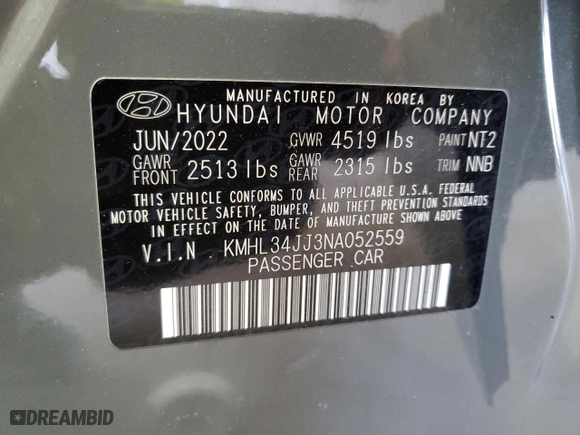 MANUFACTURED IN KOREA BY
HYUNDAI MOTOR COMPANY
JUN/2022 GVWR 4519 lbs PAINT NT2
GAWR FRONT 2513 lbs GAWR REAR 2315 lbs TRIM NNB
THIS VEHICLE CONFORMS TO ALL APPLICABLE U.S.A. FEDERAL
MOTOR VEHICLE SAFETY, BUMPER, AND THEFT PREVENTION STANDARDS
IN EFFECT ON THE DATE OF MANUFACTURE SHOWN ABOVE.
V.I.N KMHL34JJ3NA052559
PASSENGER CAR
DREAMBID